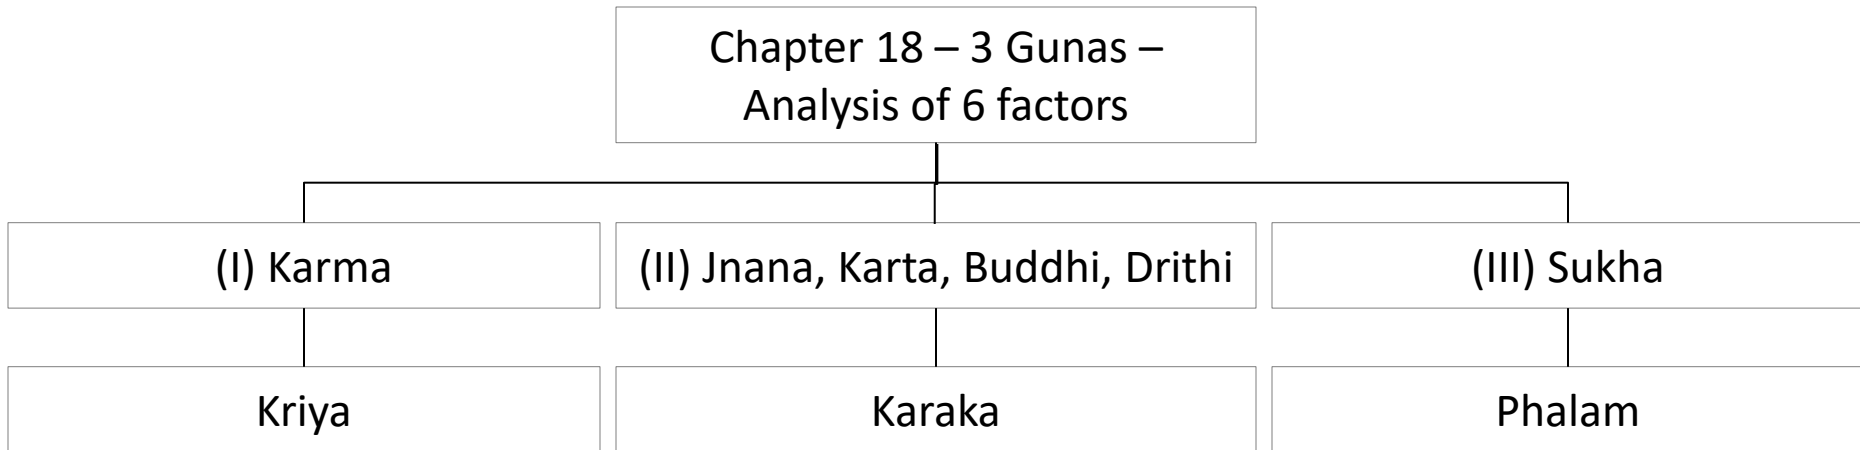 Chapter 18 – 3 Gunas –
Analysis of 6 factors
(I) Karma
(II) Jnana, Karta, Buddhi, Drithi
(III) Sukha
Kriya
Karaka
Phalam